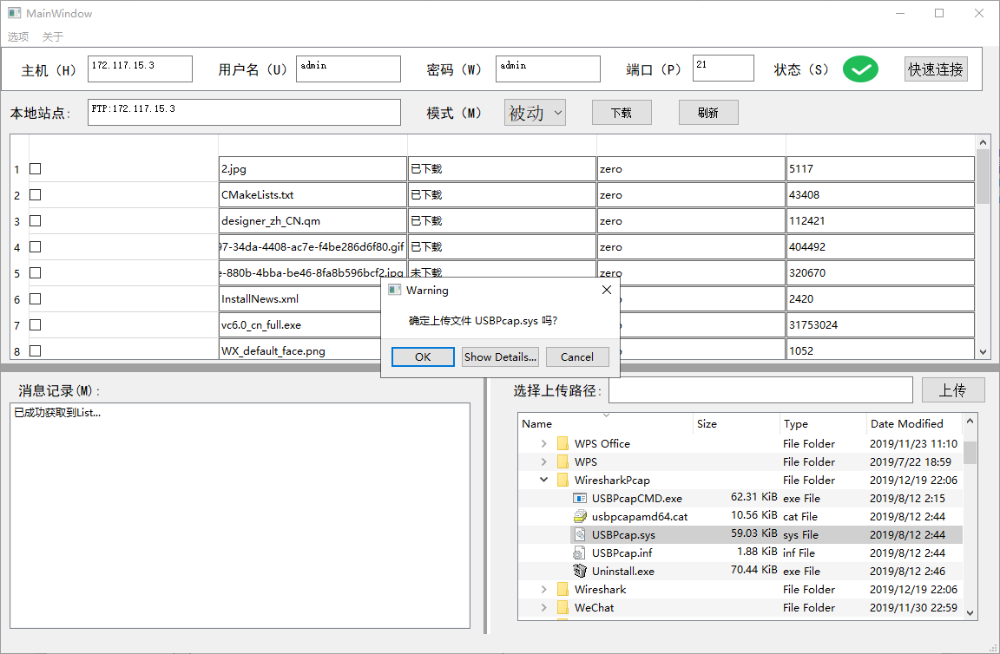 MainWindow
选项 关于
主机（H） 172.117.15.3 用户名（U） admin 密码（W） admin 端口（P） 21 状态（S） 快速连接
本地站点： FTP:172.117.15.3 模式（M） 被动 下载 刷新
1 2.jpg 已下载 zero 5117
2 CMakeLists.txt 已下载 zero 43408
3 designer_zh_CN.qm 已下载 zero 112421
4 97-34da-4408-ac7e-f4be286d6f80.gif 已下载 zero 404492
5 e-880b-4bba-be46-8fa8b596bcf2.jpg 未下载 zero 320670
6 InstallNews.xml 2420
7 vc6.0_cn_full.exe 31753024
8 WX_default_face.png 1052
Warning
确定上传文件 USBPcap.sys 吗?
OK Show Details... Cancel
消息记录(M)：
已成功获取到List...
选择上传路径： 上传
Name Size Type Date Modified
WPS Office File Folder 2019/11/23 11:10
WPS File Folder 2019/7/22 18:59
WiresharkPcap File Folder 2019/12/19 22:06
USBPcapCMD.exe 62.31 KiB exe File 2019/8/12 2:15
usbpcapamd64.cat 10.56 KiB cat File 2019/8/12 2:44
USBPcap.sys 59.03 KiB sys File 2019/8/12 2:44
USBPcap.inf 1.88 KiB inf File 2019/8/12 2:44
Uninstall.exe 70.44 KiB exe File 2019/8/12 2:46
Wireshark File Folder 2019/12/19 22:06
WeChat File Folder 2019/11/30 22:59